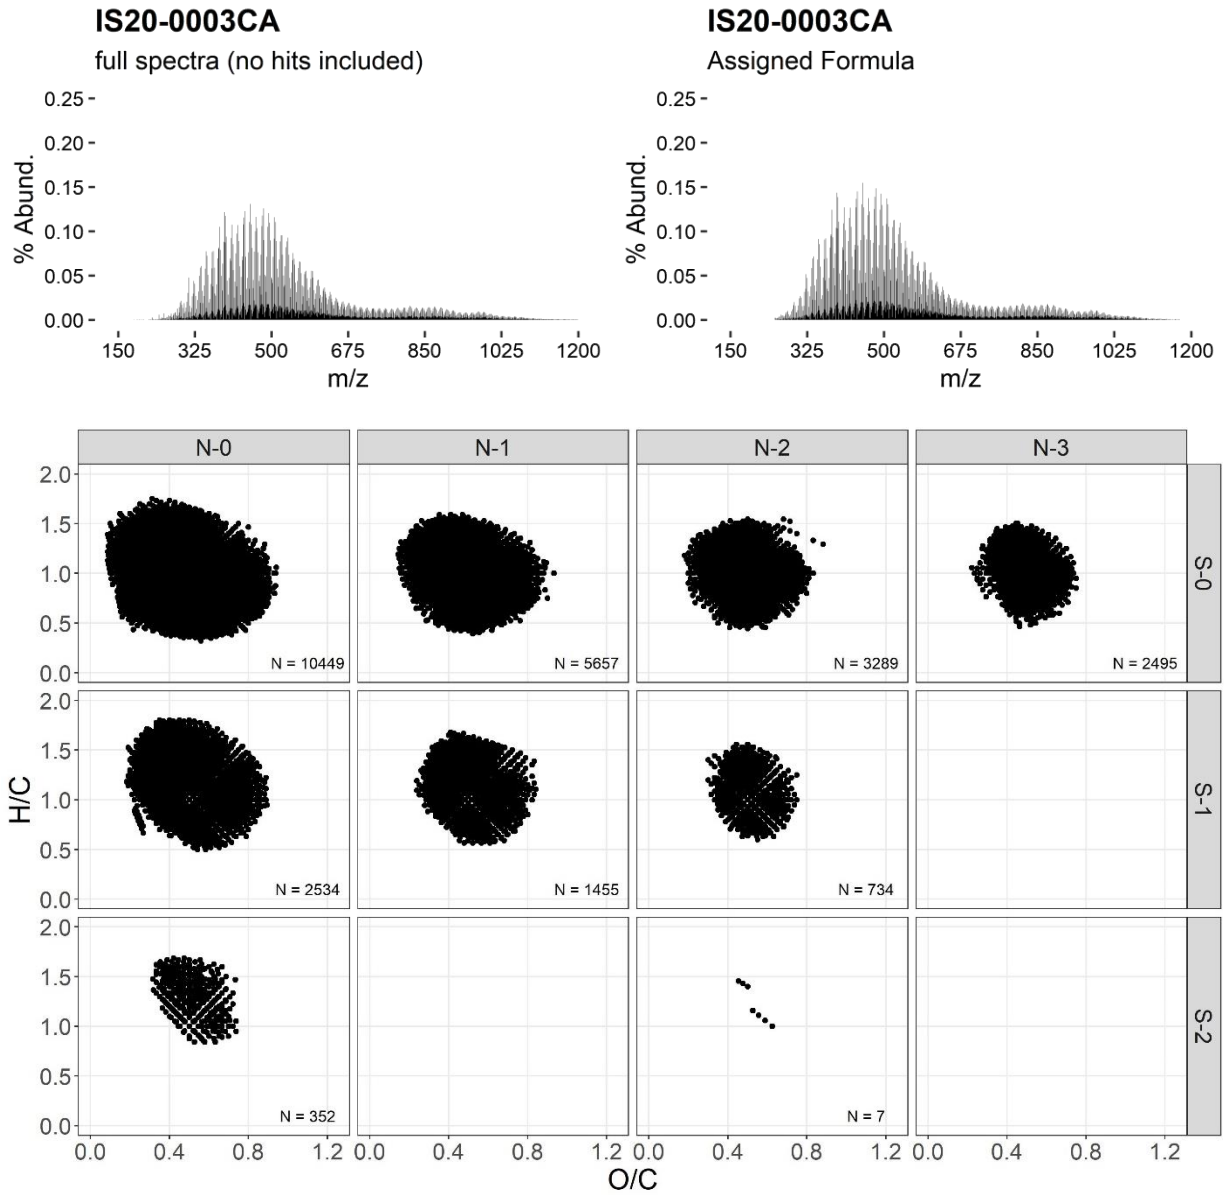 IS20-0003CA
full spectra (no hits included)
% Abund.
0.25
0.20
0.15
0.10
0.05
0.00
150 325 500 675 850 1025 1200
m/z
IS20-0003CA
Assigned Formula
% Abund.
0.25
0.20
0.15
0.10
0.05
0.00
150 325 500 675 850 1025 1200
m/z
N-0 N-1 N-2 N-3
2.0
1.5
1.0
0.5
0.0
N = 10449 N = 5657 N = 3289 N = 2495
S-0
H/C
2.0
1.5
1.0
0.5
0.0
N = 2534 N = 1455 N = 734
S-1
2.0
1.5
1.0
0.5
0.0
N = 352 N = 7
S-2
0.0 0.4 0.8 1.2 0.0 0.4 0.8 1.2 0.0 0.4 0.8 1.2 0.0 0.4 0.8 1.2
O/C